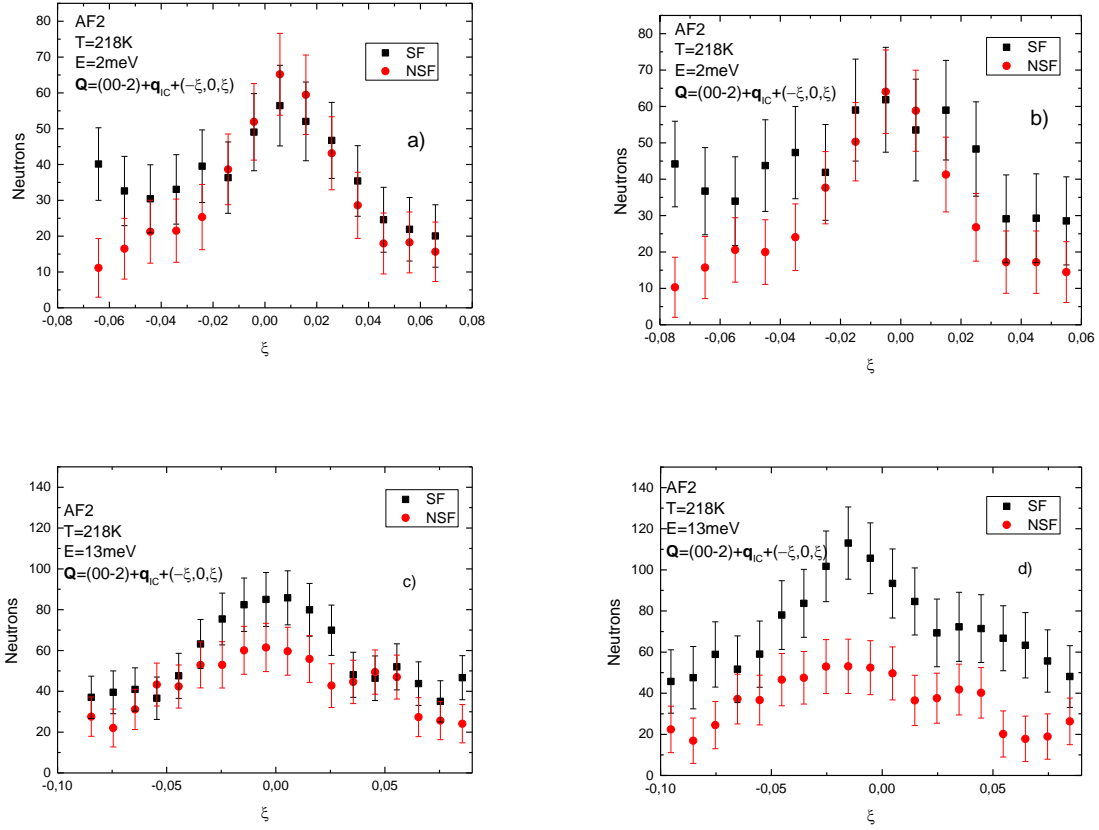 AF2
T=218K
E=2meV
Q=(00-2)+q_IC+(−ξ,0,ξ)
SF
NSF
a)
Neutrons
80
70
60
50
40
30
20
10
0
-0,08 -0,06 -0,04 -0,02 0,00 0,02 0,04 0,06 0,08
ξ
AF2
T=218K
E=2meV
Q=(00-2)+q_IC+(−ξ,0,ξ)
SF
NSF
b)
Neutrons
80
70
60
50
40
30
20
10
0
-0,08 -0,06 -0,04 -0,02 0,00 0,02 0,04 0,06
ξ
AF2
T=218K
E=13meV
Q=(00-2)+q_IC+(−ξ,0,ξ)
SF
NSF
c)
Neutrons
140
120
100
80
60
40
20
0
-0,10 -0,05 0,00 0,05
ξ
AF2
T=218K
E=13meV
Q=(00-2)+q_IC+(−ξ,0,ξ)
SF
NSF
d)
Neutrons
140
120
100
80
60
40
20
0
-0,10 -0,05 0,00 0,05
ξ